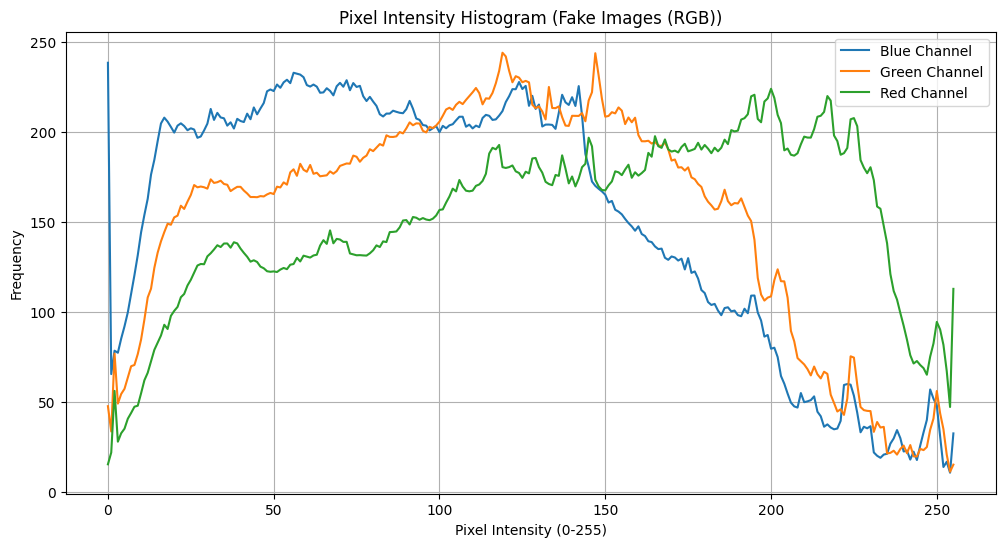 Pixel Intensity Histogram (Fake Images (RGB))
Blue Channel
Green Channel
Red Channel
Frequency
250
200
150
100
50
0
0 50 100 150 200 250
Pixel Intensity (0-255)